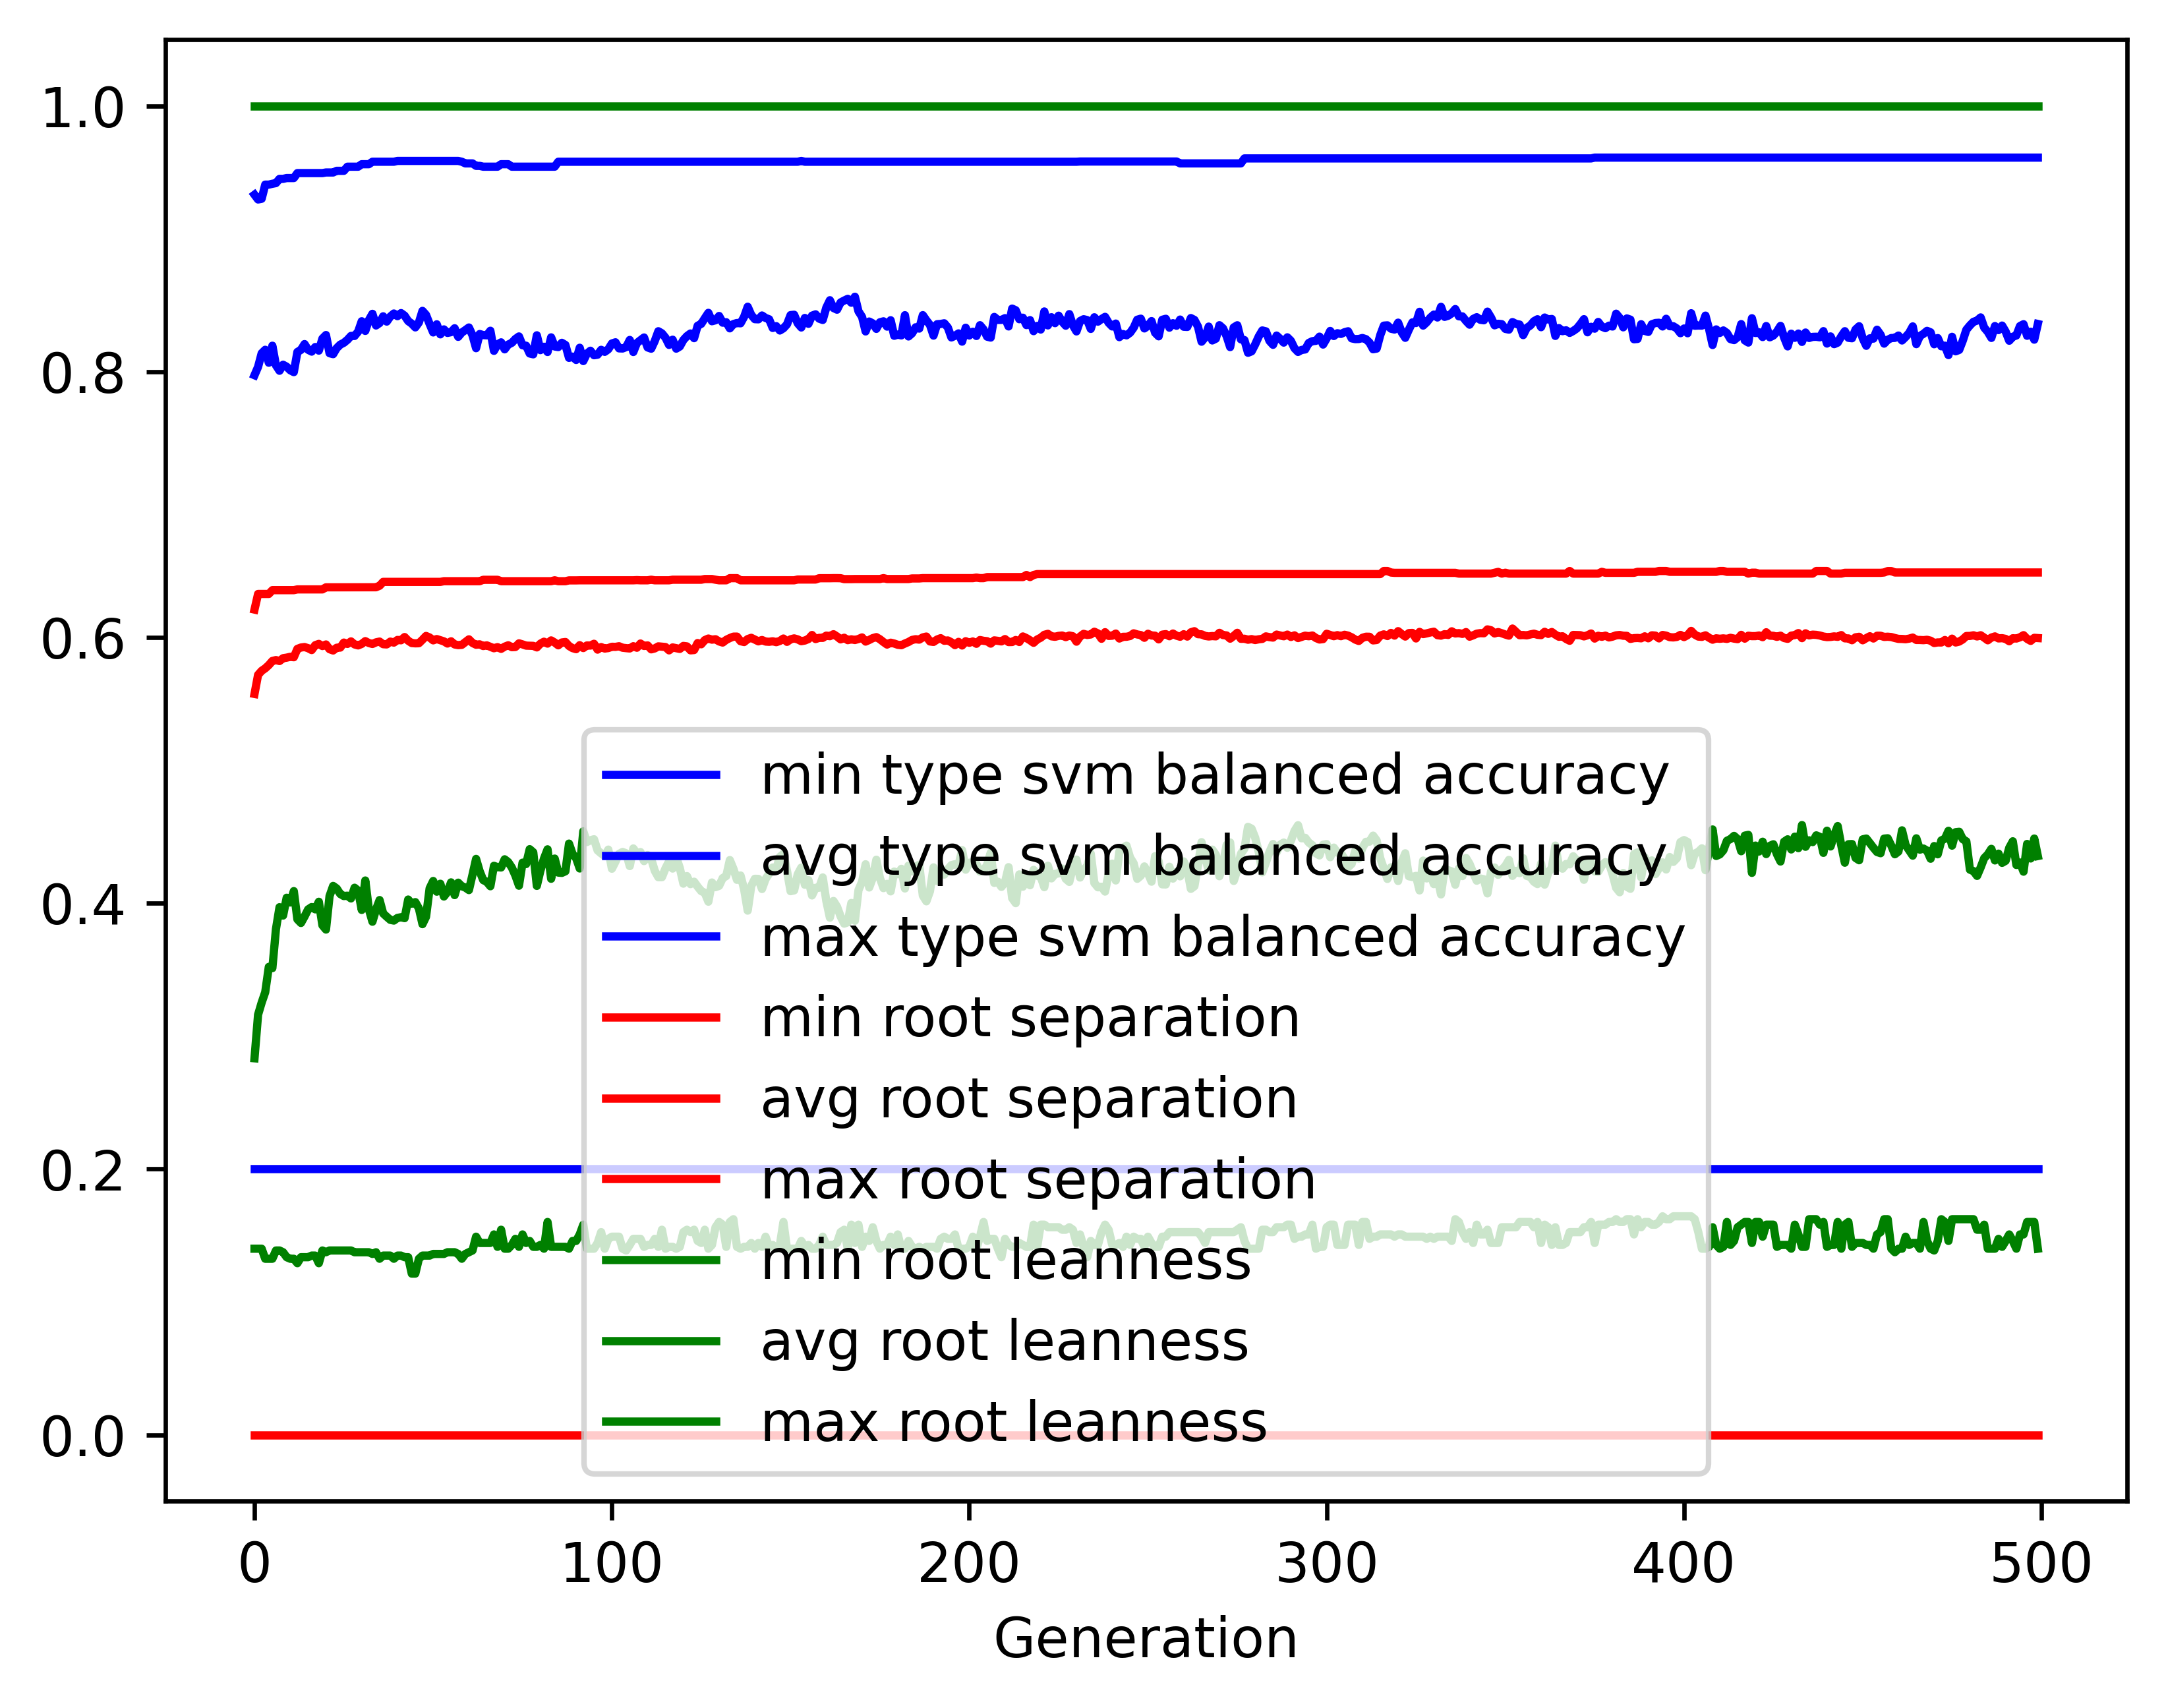 1.0
0.8
0.6
0.4
0.2
0.0
min type svm balanced accuracy
avg type svm balanced accuracy
max type svm balanced accuracy
min root separation
avg root separation
max root separation
min root leanness
avg root leanness
max root leanness
0 100 200 300 400 500
Generation